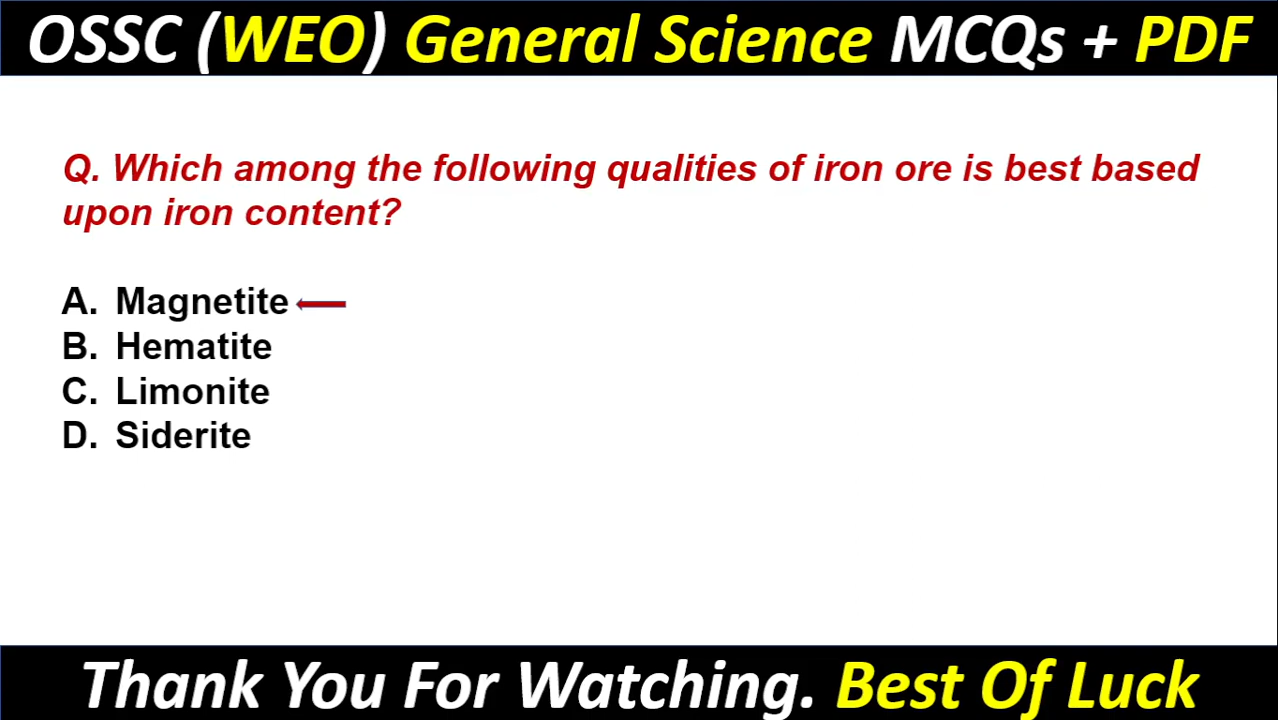 OSSC (WEO) General Science MCQs + PDF
Q. Which among the following qualities of iron ore is best based
upon iron content?
A. Magnetite
B. Hematite
C. Limonite
D. Siderite
Thank You For Watching. Best Of Luck